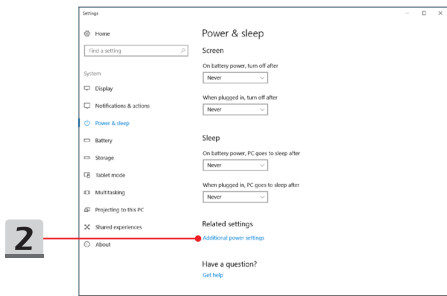 Settings
Home
Find a setting
System
Display
Notifications & actions
Power & sleep
Battery
Storage
Tablet mode
Multitasking
Projecting to this PC
Shared experiences
About
Power & sleep
Screen
On battery power, turn off after
Never
When plugged in, turn off after
Never
Sleep
On battery power, PC goes to sleep after
Never
When plugged in, PC goes to sleep after
Never
Related settings
Additional power settings
Have a question?
Get help
2